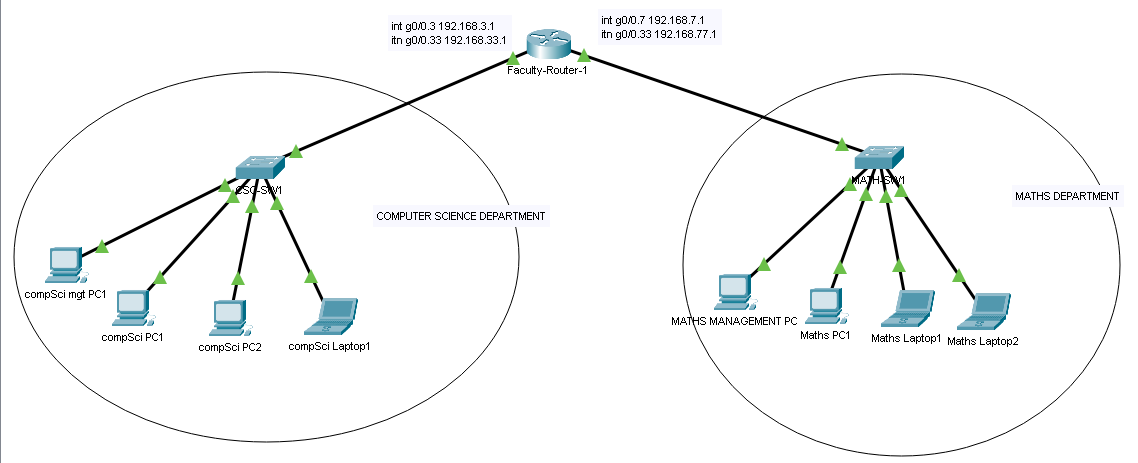 int g0/0.3 192.168.3.1
itn g0/0.33 192.168.33.1
int g0/0.7 192.168.7.1
itn g0/0.33 192.168.77.1
Faculty-Router-1
CSC-SW1
MATH-SW1
COMPUTER SCIENCE DEPARTMENT
MATHS DEPARTMENT
compSci mgt PC1
compSci PC1
compSci PC2
compSci Laptop1
MATHS MANAGEMENT PC
Maths PC1
Maths Laptop1
Maths Laptop2